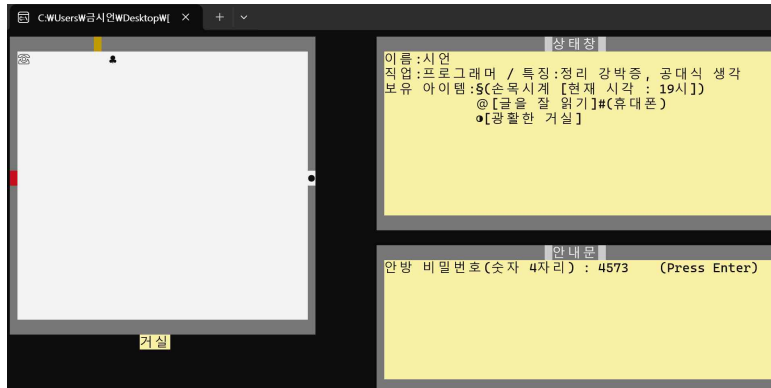 C:₩Users₩금시언₩Desktop₩[
상태창
이름:시언
직업:프로그래머 / 특징:정리 강박증, 공대식 생각
보유 아이템:§(손목시계 [현재 시각 : 19시])
@[글을 잘 읽기]#(휴대폰)
◑[광활한 거실]
안내문
안방 비밀번호(숫자 4자리) : 4573 (Press Enter)
거실